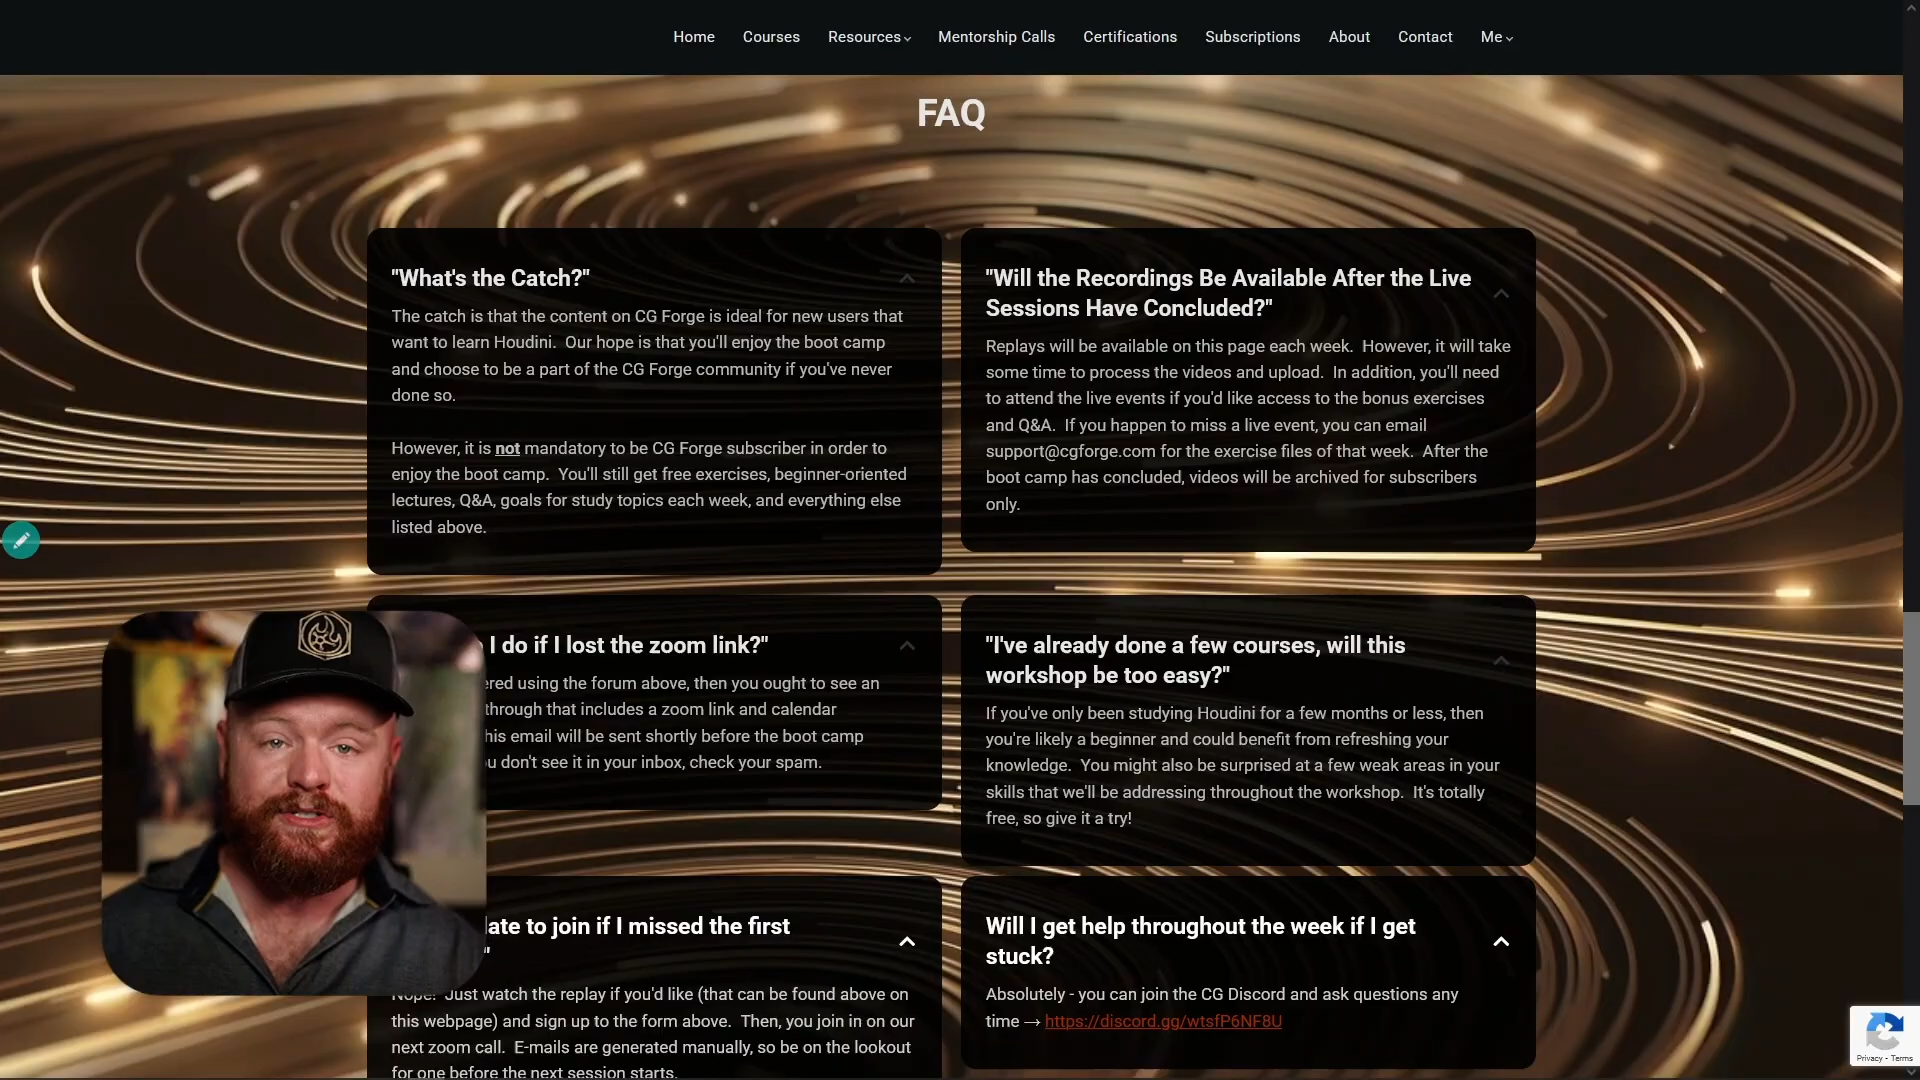 Home Courses Resources Mentorship Calls Certifications Subscriptions About Contact Me
FAQ
"What's the Catch?"
The catch is that the content on CG Forge is ideal for new users that
want to learn Houdini. Our hope is that you'll enjoy the boot camp
and choose to be a part of the CG Forge community if you've never
done so.
However, it is not mandatory to be CG Forge subscriber in order to
enjoy the boot camp. You'll still get free exercises, beginner-oriented
lectures, Q&A, goals for study topics each week, and everything else
listed above.
"Will the Recordings Be Available After the Live
Sessions Have Concluded?"
Replays will be available on this page each week. However, it will take
some time to process the videos and upload. In addition, you'll need
to attend the live events if you'd like access to the bonus exercises
and Q&A. If you happen to miss a live event, you can email
support@cgforge.com for the exercise files of that week. After the
boot camp has concluded, videos will be archived for subscribers
only.
I do if I lost the zoom link?"
ered using the forum above, then you ought to see an
through that includes a zoom link and calendar
his email will be sent shortly before the boot camp
u don't see it in your inbox, check your spam.
"I've already done a few courses, will this
workshop be too easy?"
If you've only been studying Houdini for a few months or less, then
you're likely a beginner and could benefit from refreshing your
knowledge. You might also be surprised at a few weak areas in your
skills that we'll be addressing throughout the workshop. It's totally
free, so give it a try!
late to join if I missed the first
"
Nope! Just watch the replay if you'd like (that can be found above on
this webpage) and sign up to the form above. Then, you join in on our
next zoom call. E-mails are generated manually, so be on the lookout
for one before the next session starts.
Will I get help throughout the week if I get
stuck?
Absolutely - you can join the CG Discord and ask questions any
time → https://discord.gg/wtsfP6NF8U
Privacy - Terms